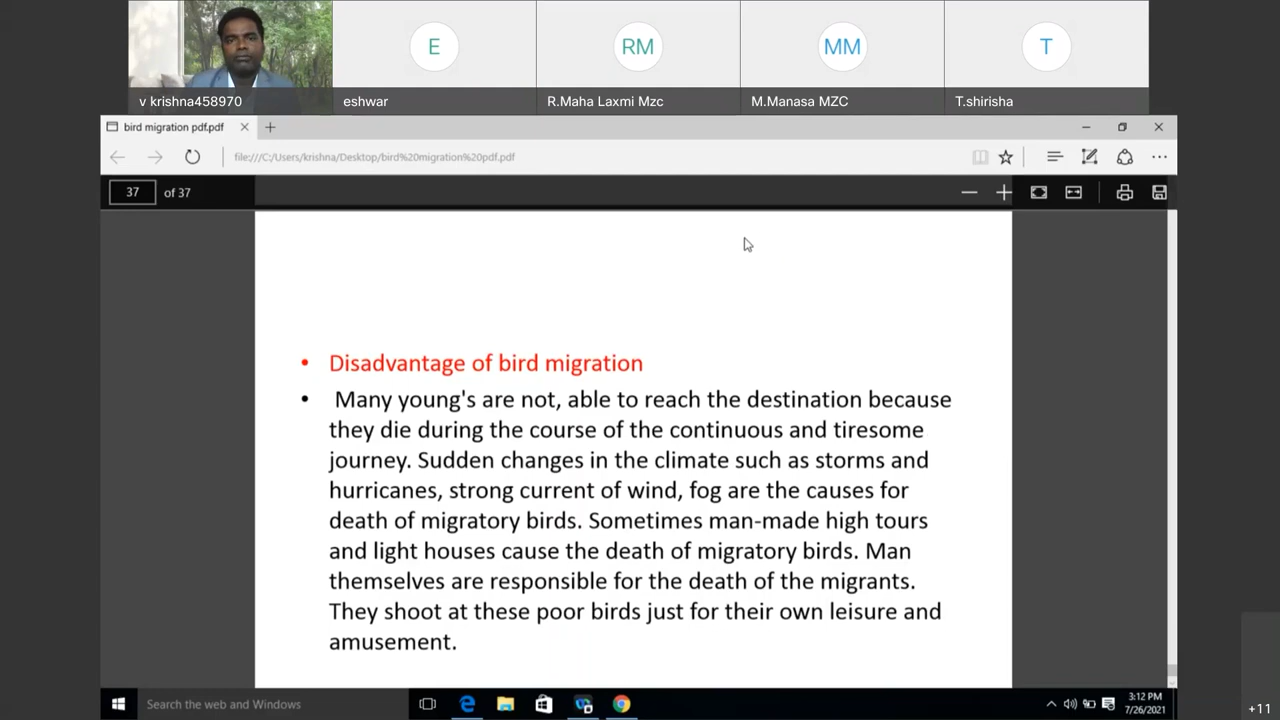 E
RM
MM
T
v krishna458970
eshwar
R.Maha Laxmi Mzc
M.Manasa MZC
T.shirisha
bird migration pdf.pdf
file:///C:/Users/krishna/Desktop/bird%20migration%20pdf.pdf
37 of 37
• Disadvantage of bird migration
• Many young's are not, able to reach the destination because
they die during the course of the continuous and tiresome
journey. Sudden changes in the climate such as storms and
hurricanes, strong current of wind, fog are the causes for
death of migratory birds. Sometimes man-made high tours
and light houses cause the death of migratory birds. Man
themselves are responsible for the death of the migrants.
They shoot at these poor birds just for their own leisure and
amusement.
Search the web and Windows
3:12 PM
7/26/2021
+11